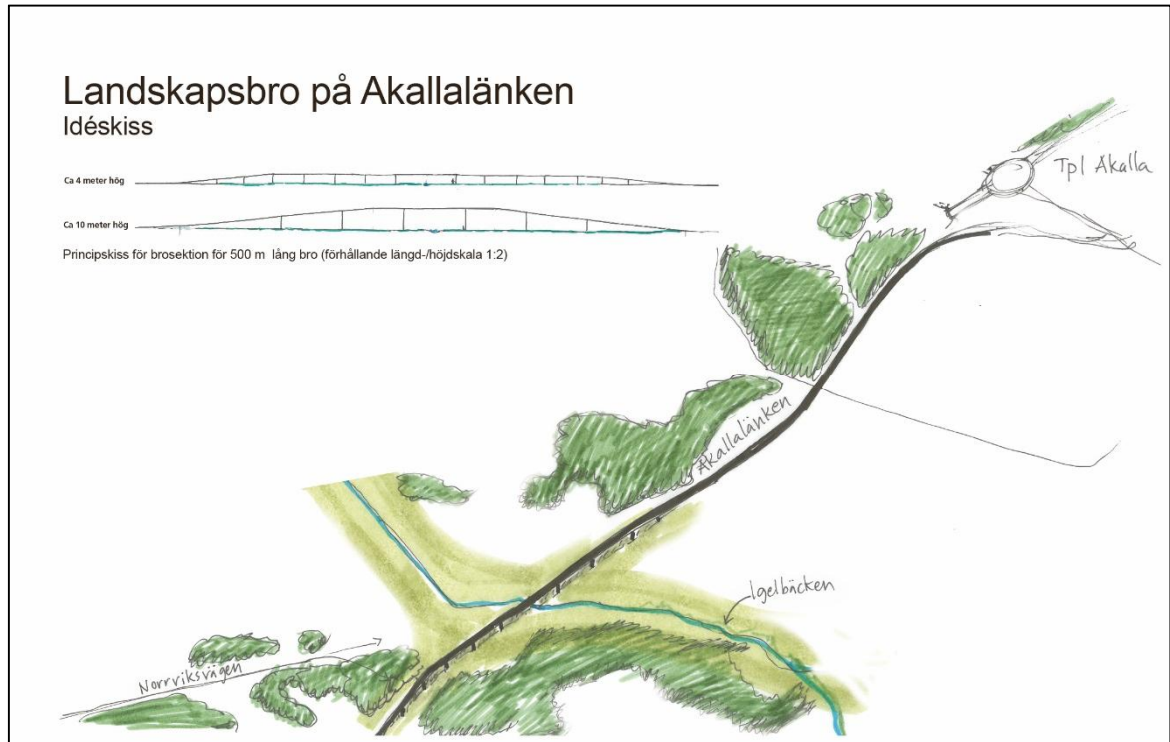 Landskapsbro på Akallalänken
Idéskiss
Ca 4 meter hög
Ca 10 meter hög
Principskiss för brosektion för 500 m lång bro (förhållande längd-/höjdskala 1:2)
Tpl Akalla
Akallalänken
Igelbäcken
Norrviksvägen